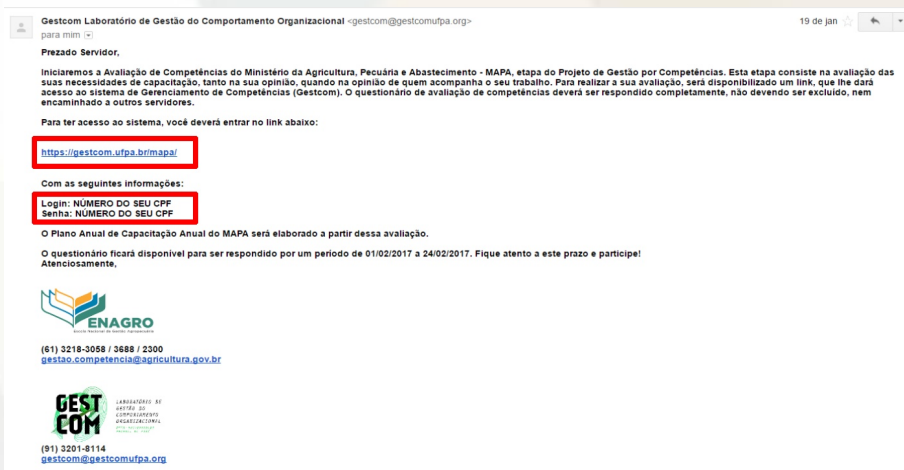 Gestcom Laboratório de Gestão do Comportamento Organizacional <gestcom@gestcomufpa.org>
19 de jan
para mim
Prezado Servidor,
Iniciaremos a Avaliação de Competências do Ministério da Agricultura, Pecuária e Abastecimento - MAPA, etapa do Projeto de Gestão por Competências. Esta etapa consiste na avaliação das
suas necessidades de capacitação, tanto na sua opinião, quando na opinião de quem acompanha o seu trabalho. Para realizar a sua avaliação, será disponibilizado um link, que lhe dará
acesso ao sistema de Gerenciamento de Competências (Gestcom). O questionário de avaliação de competências deverá ser respondido completamente, não devendo ser excluído, nem
encaminhado a outros servidores.
Para ter acesso ao sistema, você deverá entrar no link abaixo:
https://gestcom.ufpa.br/mapa/
Com as seguintes informações:
Login: NÚMERO DO SEU CPF
Senha: NÚMERO DO SEU CPF
O Plano Anual de Capacitação Anual do MAPA será elaborado a partir dessa avaliação.
O questionário ficará disponível para ser respondido por um período de 01/02/2017 a 24/02/2017. Fique atento a este prazo e participe!
Atenciosamente,
ENAGRO
Escola Nacional de Gestão Agropecuária
(61) 3218-3058 / 3688 / 2300
gestao.competencia@agricultura.gov.br
GEST
COM
LABORATÓRIO DE
GESTÃO DO
COMPORTAMENTO
ORGANIZACIONAL
(91) 3201-8114
gestcom@gestcomufpa.org